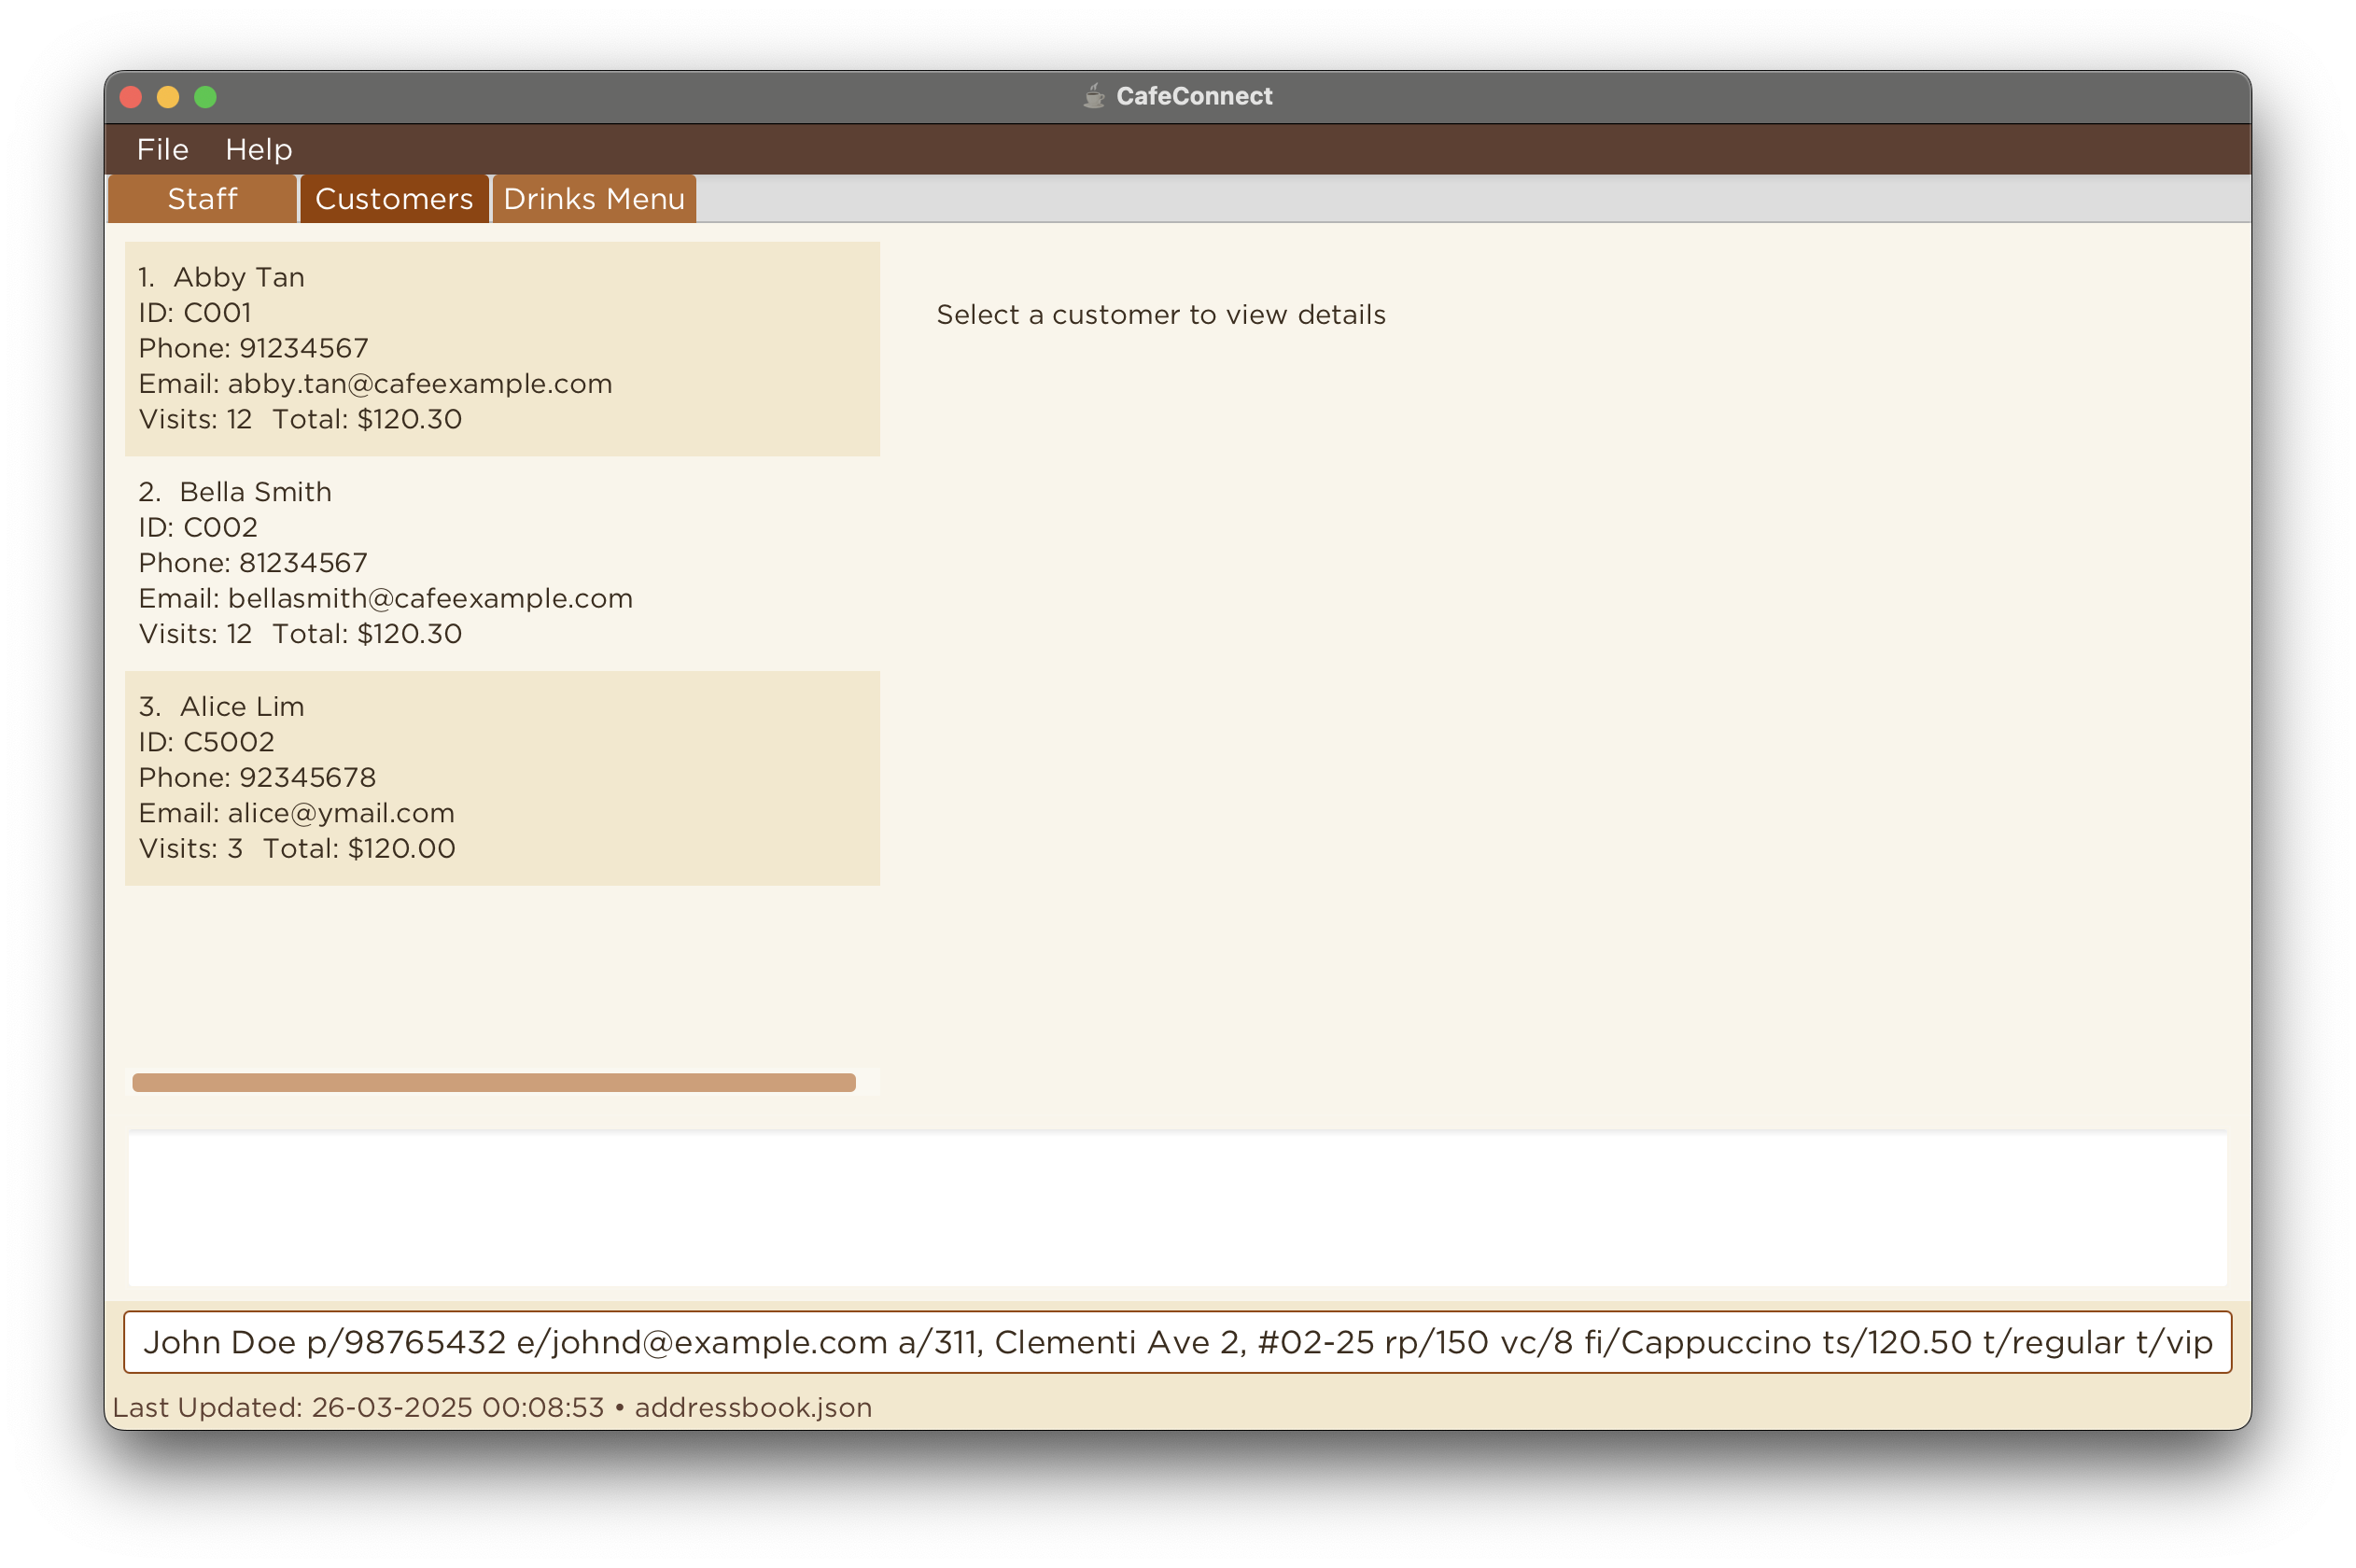 CafeConnect
File Help
Staff Customers Drinks Menu
1. Abby Tan
ID: C001
Phone: 91234567
Email: abby.tan@cafeexample.com
Visits: 12 Total: $120.30
2. Bella Smith
ID: C002
Phone: 81234567
Email: bellasmith@cafeexample.com
Visits: 12 Total: $120.30
3. Alice Lim
ID: C5002
Phone: 92345678
Email: alice@ymail.com
Visits: 3 Total: $120.00
Select a customer to view details
John Doe p/98765432 e/johnd@example.com a/311, Clementi Ave 2, #02-25 rp/150 vc/8 fi/Cappuccino ts/120.50 t/regular t/vip
Last Updated: 26-03-2025 00:08:53 • addressbook.json